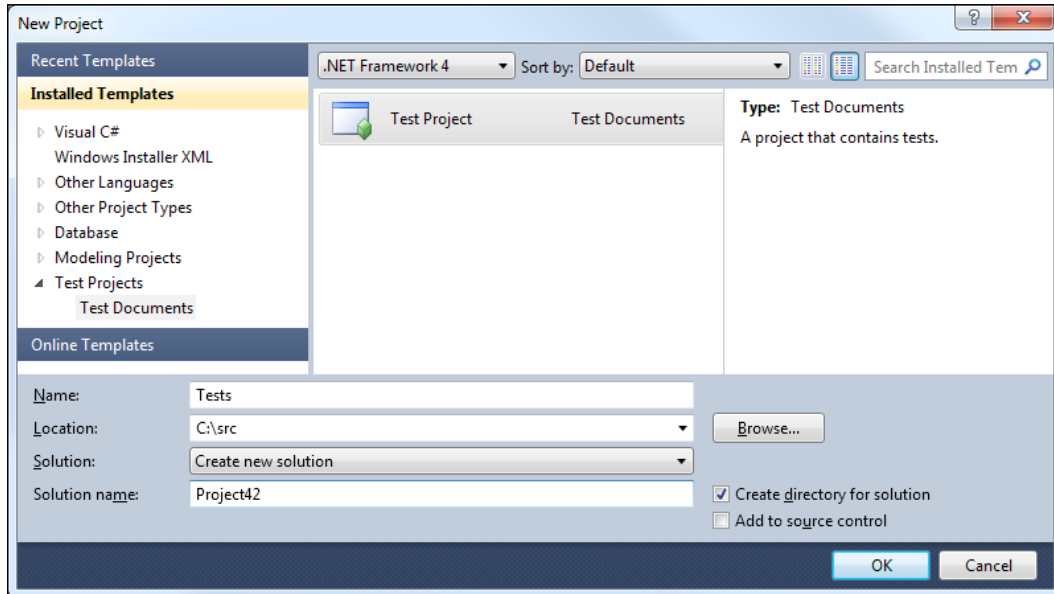 New Project
Recent Templates
Installed Templates
Visual C#
Windows Installer XML
Other Languages
Other Project Types
Database
Modeling Projects
Test Projects
Test Documents
Online Templates
.NET Framework 4 Sort by: Default Search Installed Tem
Test Project Test Documents
Type: Test Documents
A project that contains tests.
Name: Tests
Location: C:\src Browse...
Solution: Create new solution
Solution name: Project42 Create directory for solution
Add to source control
OK Cancel